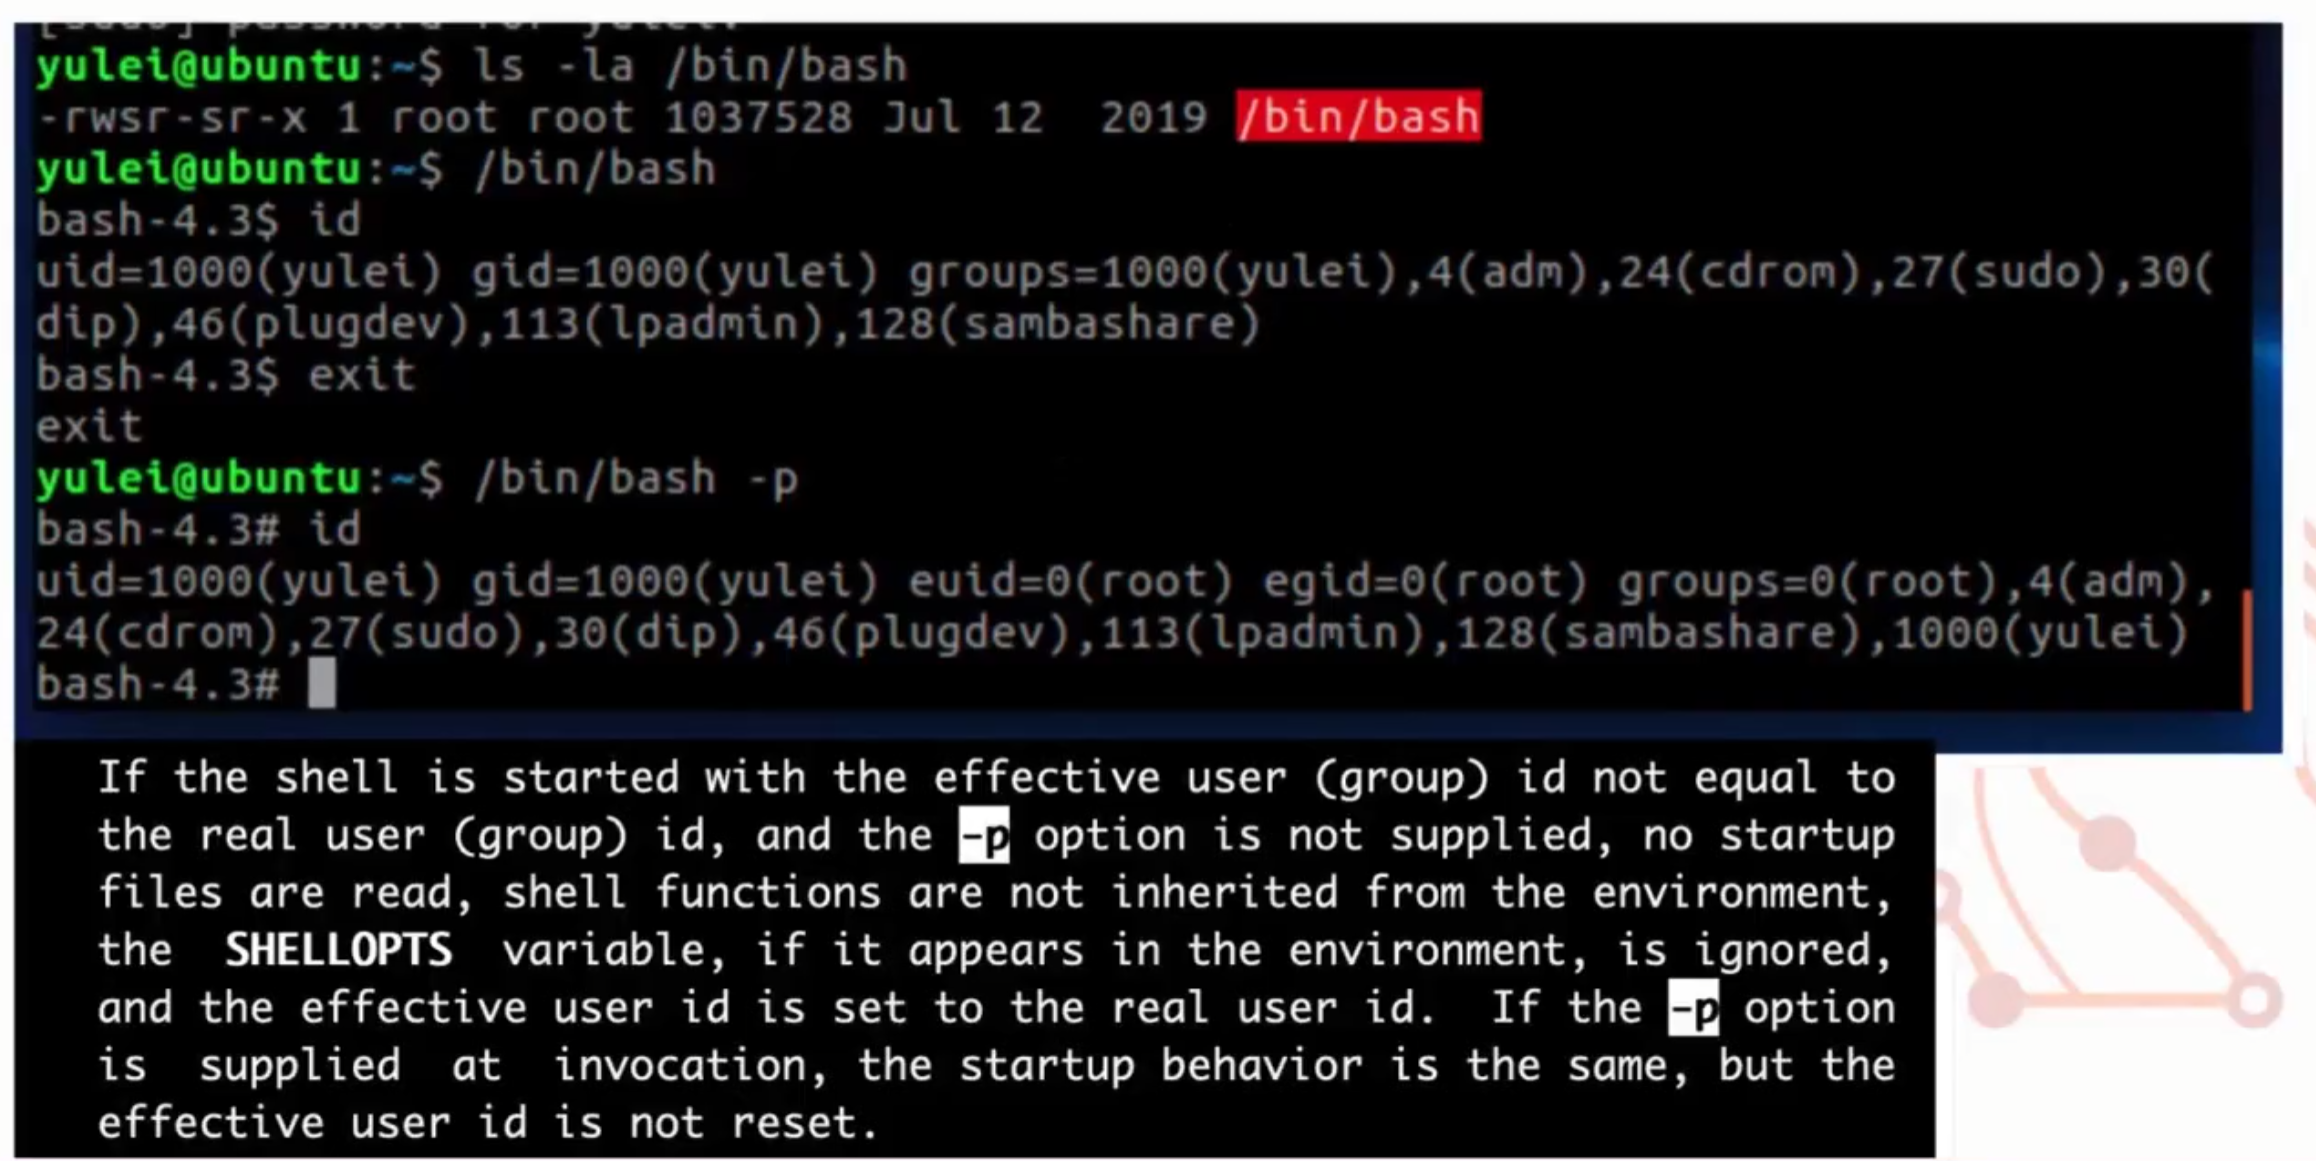 [sudo] password for yulei:
yulei@ubuntu:~$ ls -la /bin/bash
-rwsr-sr-x 1 root root 1037528 Jul 12  2019 /bin/bash
yulei@ubuntu:~$ /bin/bash
bash-4.3$ id
uid=1000(yulei) gid=1000(yulei) groups=1000(yulei),4(adm),24(cdrom),27(sudo),30(
dip),46(plugdev),113(lpadmin),128(sambashare)
bash-4.3$ exit
exit
yulei@ubuntu:~$ /bin/bash -p
bash-4.3# id
uid=1000(yulei) gid=1000(yulei) euid=0(root) egid=0(root) groups=0(root),4(adm),
24(cdrom),27(sudo),30(dip),46(plugdev),113(lpadmin),128(sambashare),1000(yulei)
bash-4.3#
If the shell is started with the effective user (group) id not equal to
the real user (group) id, and the -p option is not supplied, no startup
files are read, shell functions are not inherited from the environment,
the SHELLOPTS variable, if it appears in the environment, is ignored,
and the effective user id is set to the real user id. If the -p option
is supplied at invocation, the startup behavior is the same, but the
effective user id is not reset.